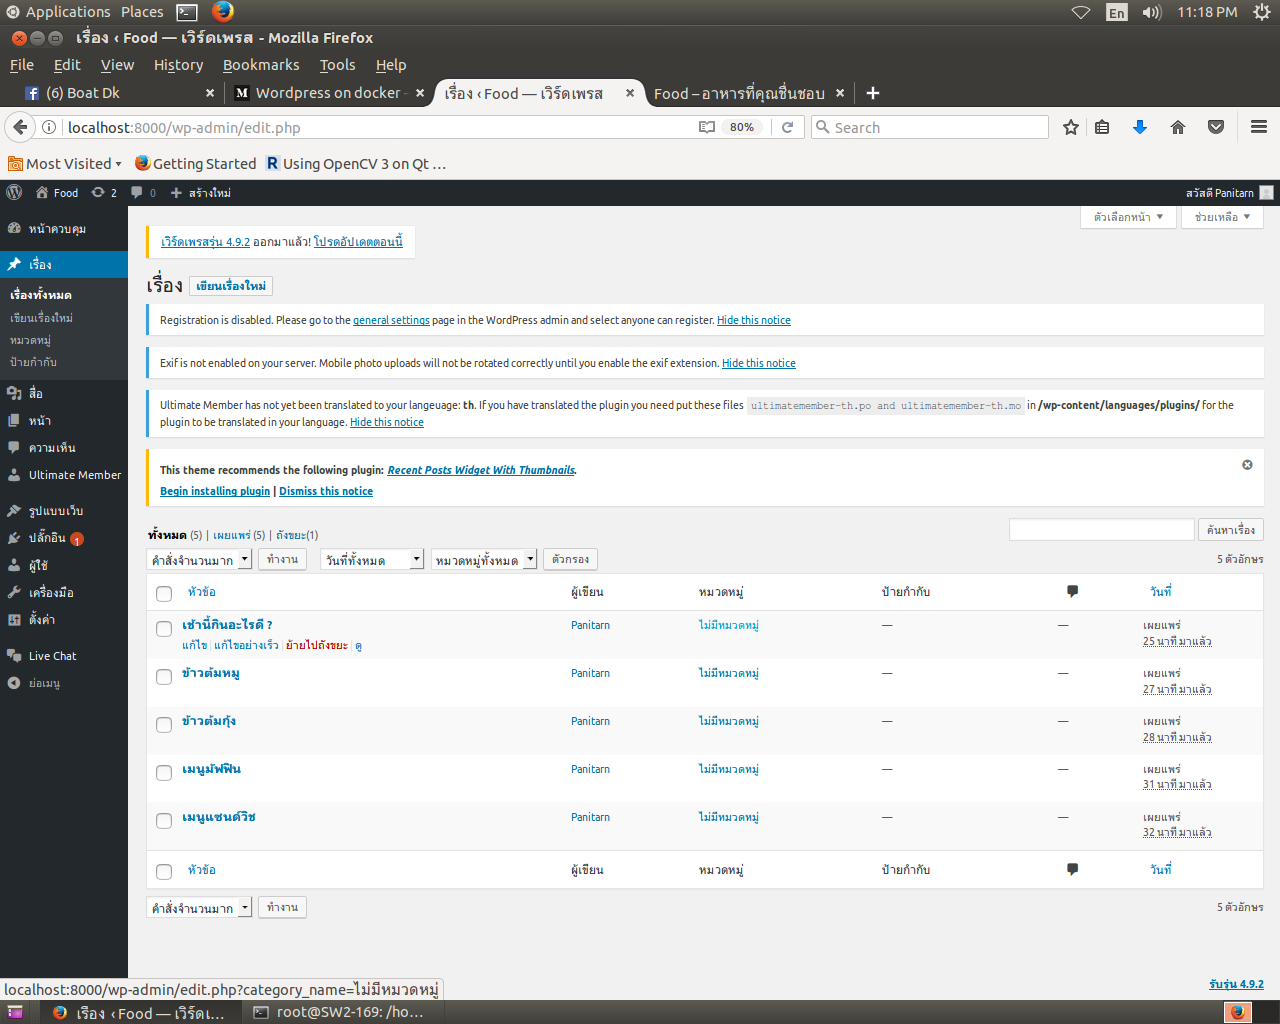 Applications Places En 11:18 PM
เรื่อง ‹ Food — เวิร์ดเพรส - Mozilla Firefox
File Edit View History Bookmarks Tools Help
(6) Boat Dk Wordpress on docker - เรื่อง ‹ Food — เวิร์ดเพรส Food – อาหารที่คุณชื่นชอบ
localhost:8000/wp-admin/edit.php 80% Search
Most Visited Getting Started Using OpenCV 3 on Qt ...
Food 2 0 สร้างใหม่ สวัสดี Panitarn
ตัวเลือกหน้า ช่วยเหลือ
หน้าควบคุม
เรื่อง
เรื่องทั้งหมด
เขียนเรื่องใหม่
หมวดหมู่
ป้ายกำกับ
สื่อ
หน้า
ความเห็น
Ultimate Member
รูปแบบเว็บ
ปลั๊กอิน 1
ผู้ใช้
เครื่องมือ
ตั้งค่า
Live Chat
ย่อเมนู
เวิร์ดเพรสรุ่น 4.9.2 ออกมาแล้ว! โปรดอัปเดตตอนนี้
เรื่อง เขียนเรื่องใหม่
Registration is disabled. Please go to the general settings page in the WordPress admin and select anyone can register. Hide this notice
Exif is not enabled on your server. Mobile photo uploads will not be rotated correctly until you enable the exif extension. Hide this notice
Ultimate Member has not yet been translated to your langeuage: th. If you have translated the plugin you need put these files ultimatemember-th.po and ultimatemember-th.mo in /wp-content/languages/plugins/ for the
plugin to be translated in your language. Hide this notice
This theme recommends the following plugin: Recent Posts Widget With Thumbnails.
Begin installing plugin | Dismiss this notice
ทั้งหมด (5) | เผยแพร่ (5) | ถังขยะ(1) ค้นหาเรื่อง
คำสั่งจำนวนมาก ทำงาน วันที่ทั้งหมด หมวดหมู่ทั้งหมด ตัวกรอง 5 ตัวอักษร
หัวข้อ ผู้เขียน หมวดหมู่ ป้ายกำกับ วันที่
เช้านี้กินอะไรดี ? Panitarn ไม่มีหมวดหมู่ — — เผยแพร่
แก้ไข | แก้ไขอย่างเร็ว | ย้ายไปถังขยะ | ดู 25 นาที มาแล้ว
ข้าวต้มหมู Panitarn ไม่มีหมวดหมู่ — — เผยแพร่
27 นาที มาแล้ว
ข้าวต้มกุ้ง Panitarn ไม่มีหมวดหมู่ — — เผยแพร่
28 นาที มาแล้ว
เมนูมัฟฟิน Panitarn ไม่มีหมวดหมู่ — — เผยแพร่
31 นาที มาแล้ว
เมนูแซนด์วิช Panitarn ไม่มีหมวดหมู่ — — เผยแพร่
32 นาที มาแล้ว
หัวข้อ ผู้เขียน หมวดหมู่ ป้ายกำกับ วันที่
คำสั่งจำนวนมาก ทำงาน 5 ตัวอักษร
localhost:8000/wp-admin/edit.php?category_name=ไม่มีหมวดหมู่ รับรุ่น 4.9.2
เรื่อง ‹ Food — เวิร์ดเพรส... root@SW2-169: /ho...